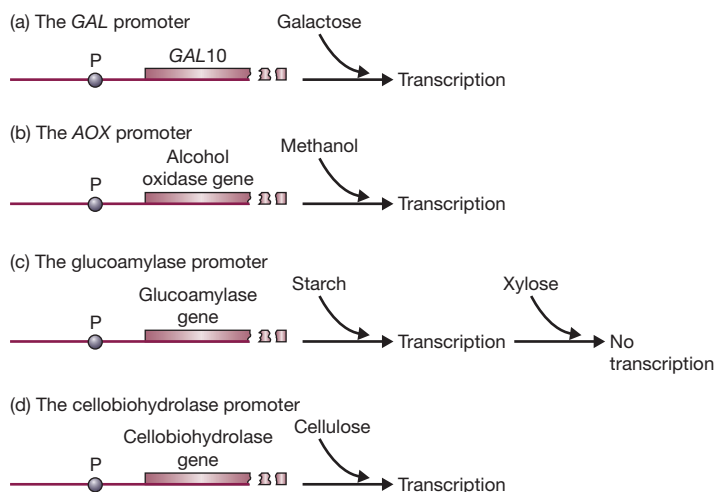 (a) The GAL promoter
Galactose
P
GAL10
Transcription
(b) The AOX promoter
Methanol
P
Alcohol
oxidase gene
Transcription
(c) The glucoamylase promoter
Starch
Xylose
P
Glucoamylase
gene
Transcription
No
transcription
(d) The cellobiohydrolase promoter
Cellulose
P
Cellobiohydrolase
gene
Transcription